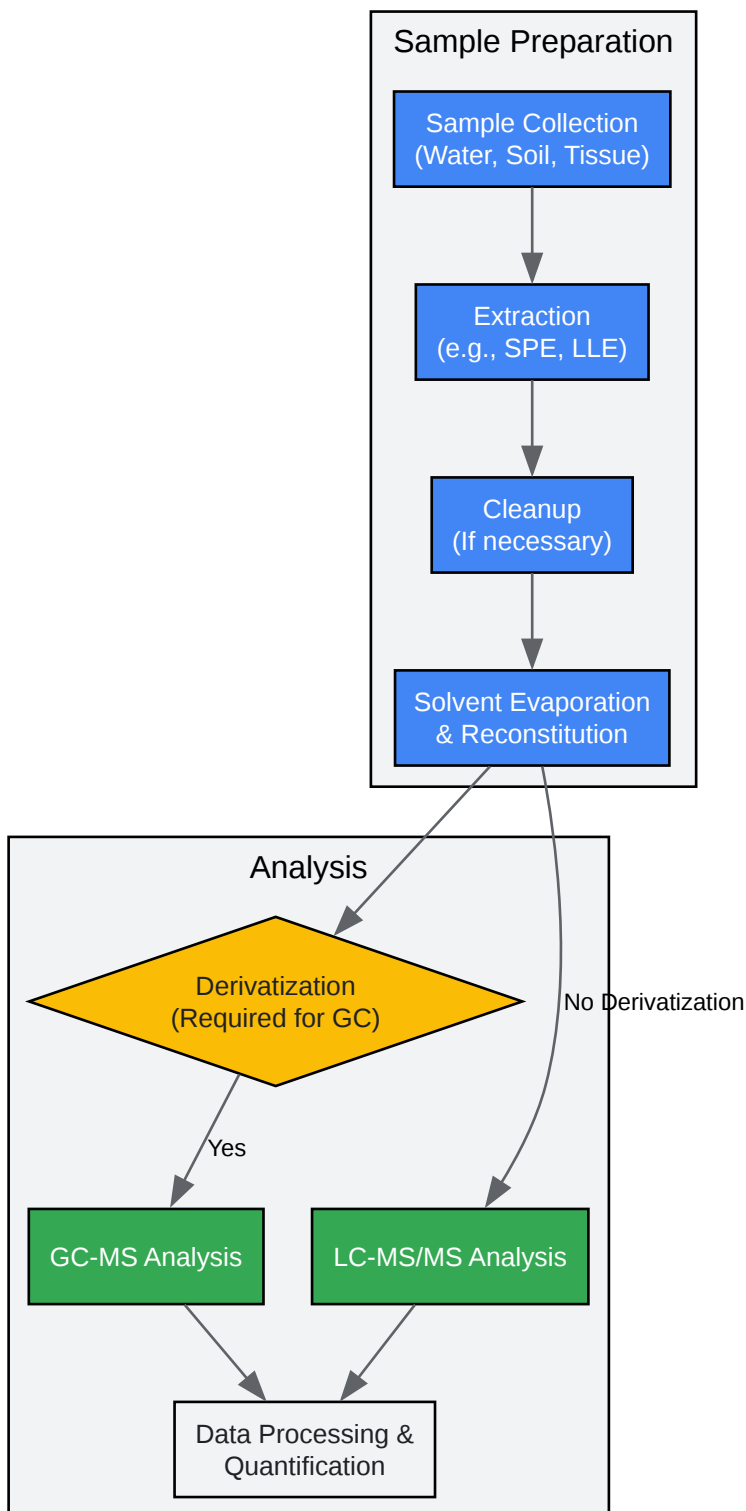 Sample Preparation
Sample Collection
(Water, Soil, Tissue)
Extraction
(e.g., SPE, LLE)
Cleanup
(If necessary)
Solvent Evaporation
& Reconstitution
Analysis
Derivatization
(Required for GC)
No Derivatization
Yes
GC-MS Analysis
LC-MS/MS Analysis
Data Processing &
Quantification